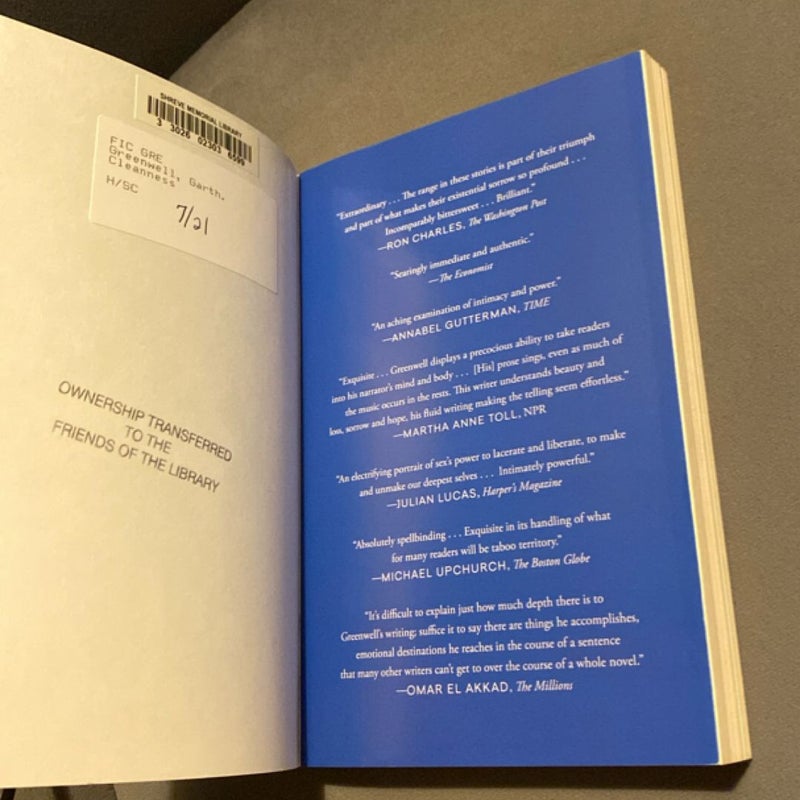 SHREVE MEMORIAL LIBRARY
3 3026 02303 6599
FIC GRE
Greenwell, Garth,
Cleanness
H/SC
7/21
OWNERSHIP TRANSFERRED
TO THE
FRIENDS OF THE LIBRARY
“Extraordinary . . . The range in these stories is part of their triumph
and part of what makes their existential sorrow so profound . . .
Incomparably bittersweet . . . Brilliant.”
—RON CHARLES, The Washington Post
“Searingly immediate and authentic.”
—The Economist
“An aching examination of intimacy and power.”
—ANNABEL GUTTERMAN, TIME
“Exquisite . . . Greenwell displays a precocious ability to take readers
into his narrator’s mind and body . . . [His] prose sings, even as much of
the music occurs in the rests. This writer understands beauty and
loss, sorrow and hope, his fluid writing making the telling seem effortless.”
—MARTHA ANNE TOLL, NPR
“An electrifying portrait of sex’s power to lacerate and liberate, to make
and unmake our deepest selves . . . Intimately powerful.”
—JULIAN LUCAS, Harper’s Magazine
“Absolutely spellbinding . . . Exquisite in its handling of what
for many readers will be taboo territory.”
—MICHAEL UPCHURCH, The Boston Globe
“It’s difficult to explain just how much depth there is to
Greenwell’s writing; suffice it to say there are things he accomplishes,
emotional destinations he reaches in the course of a sentence
that many other writers can’t get to over the course of a whole novel.”
—OMAR EL AKKAD, The Millions